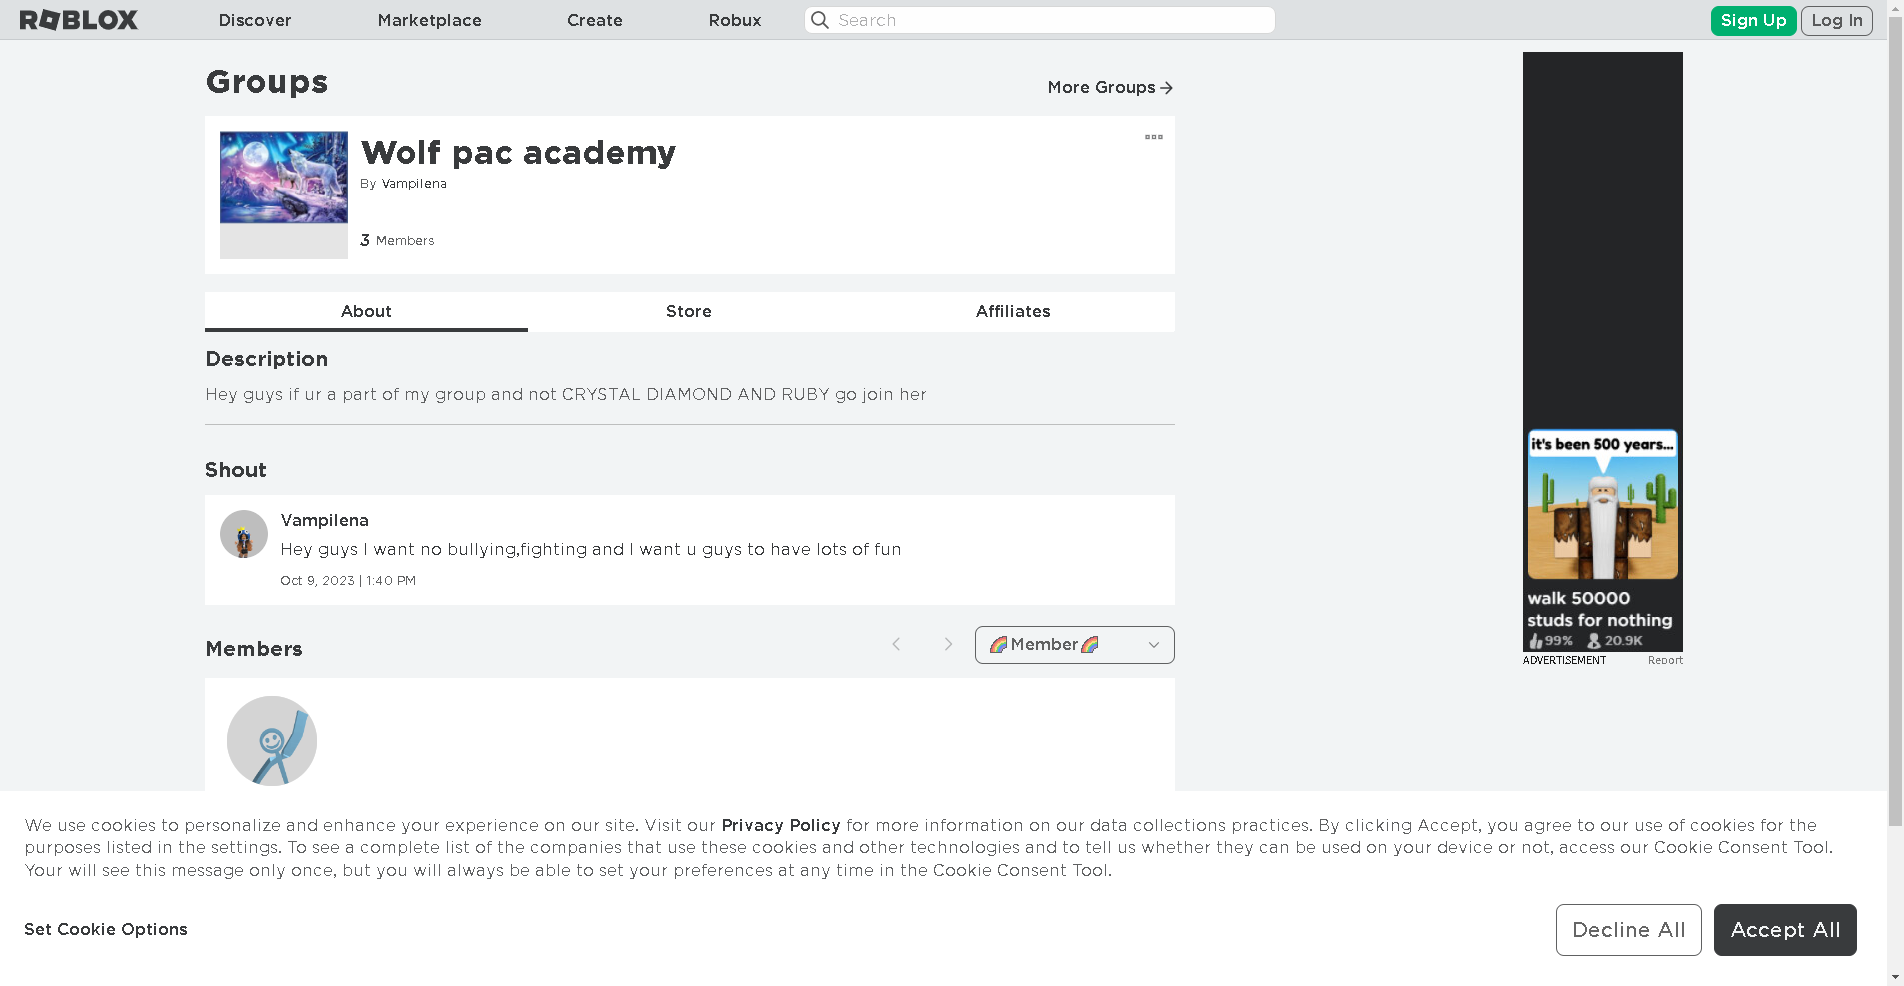 ROBLOX Discover Marketplace Create Robux Search Sign Up Log In
Groups
More Groups
Wolf pac academy
By Vampilena
3 Members
About Store Affiliates
Description
Hey guys if ur a part of my group and not CRYSTAL DIAMOND AND RUBY go join her
Shout
Vampilena
Hey guys I want no bullying,fighting and I want u guys to have lots of fun
Oct 9, 2023 | 1:40 PM
Members
🌈Member🌈
it's been 500 years...
walk 50000
studs for nothing
99% 20.9K
ADVERTISEMENT Report
We use cookies to personalize and enhance your experience on our site. Visit our Privacy Policy for more information on our data collections practices. By clicking Accept, you agree to our use of cookies for the
purposes listed in the settings. To see a complete list of the companies that use these cookies and other technologies and to tell us whether they can be used on your device or not, access our Cookie Consent Tool.
Your will see this message only once, but you will always be able to set your preferences at any time in the Cookie Consent Tool.
Set Cookie Options
Decline All Accept All